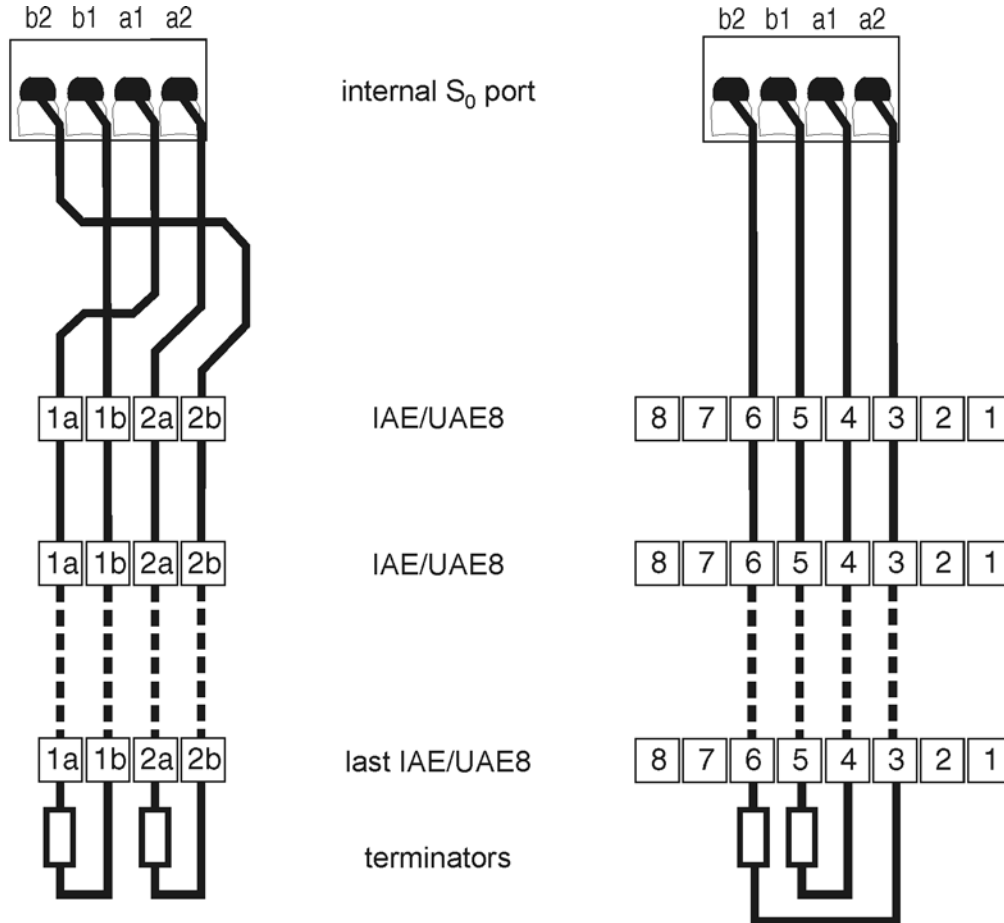 b2 b1 a1 a2 b2 b1 a1 a2
internal S₀ port
1a 1b 2a 2b IAE/UAE8 8 7 6 5 4 3 2 1
1a 1b 2a 2b IAE/UAE8 8 7 6 5 4 3 2 1
1a 1b 2a 2b last IAE/UAE8 8 7 6 5 4 3 2 1
terminators